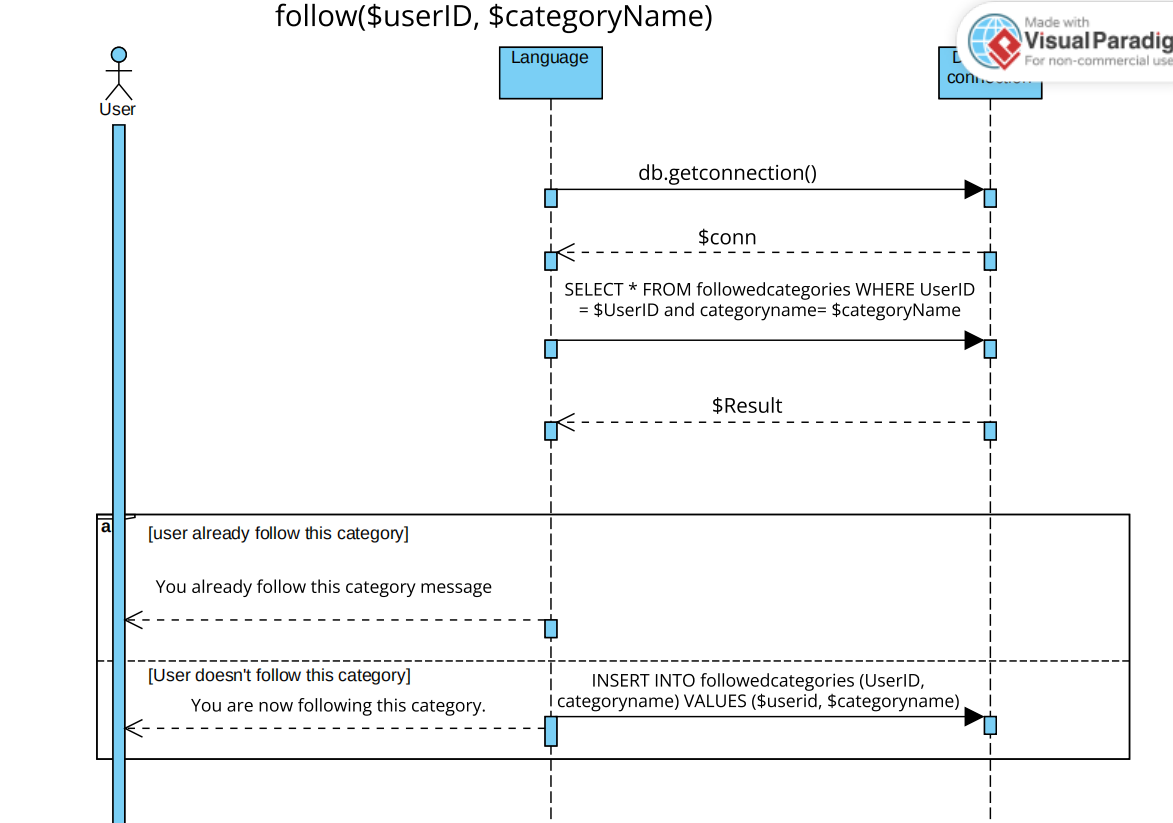 follow($userID, $categoryName)
Made with
Visual Paradig
For non-commercial use
User
Language
db.getconnection()
$conn
SELECT * FROM followedcategories WHERE UserID
= $UserID and categoryname= $categoryName
$Result
a
[user already follow this category]
You already follow this category message
[User doesn't follow this category]
You are now following this category.
INSERT INTO followedcategories (UserID,
categoryname) VALUES ($userid, $categoryname)